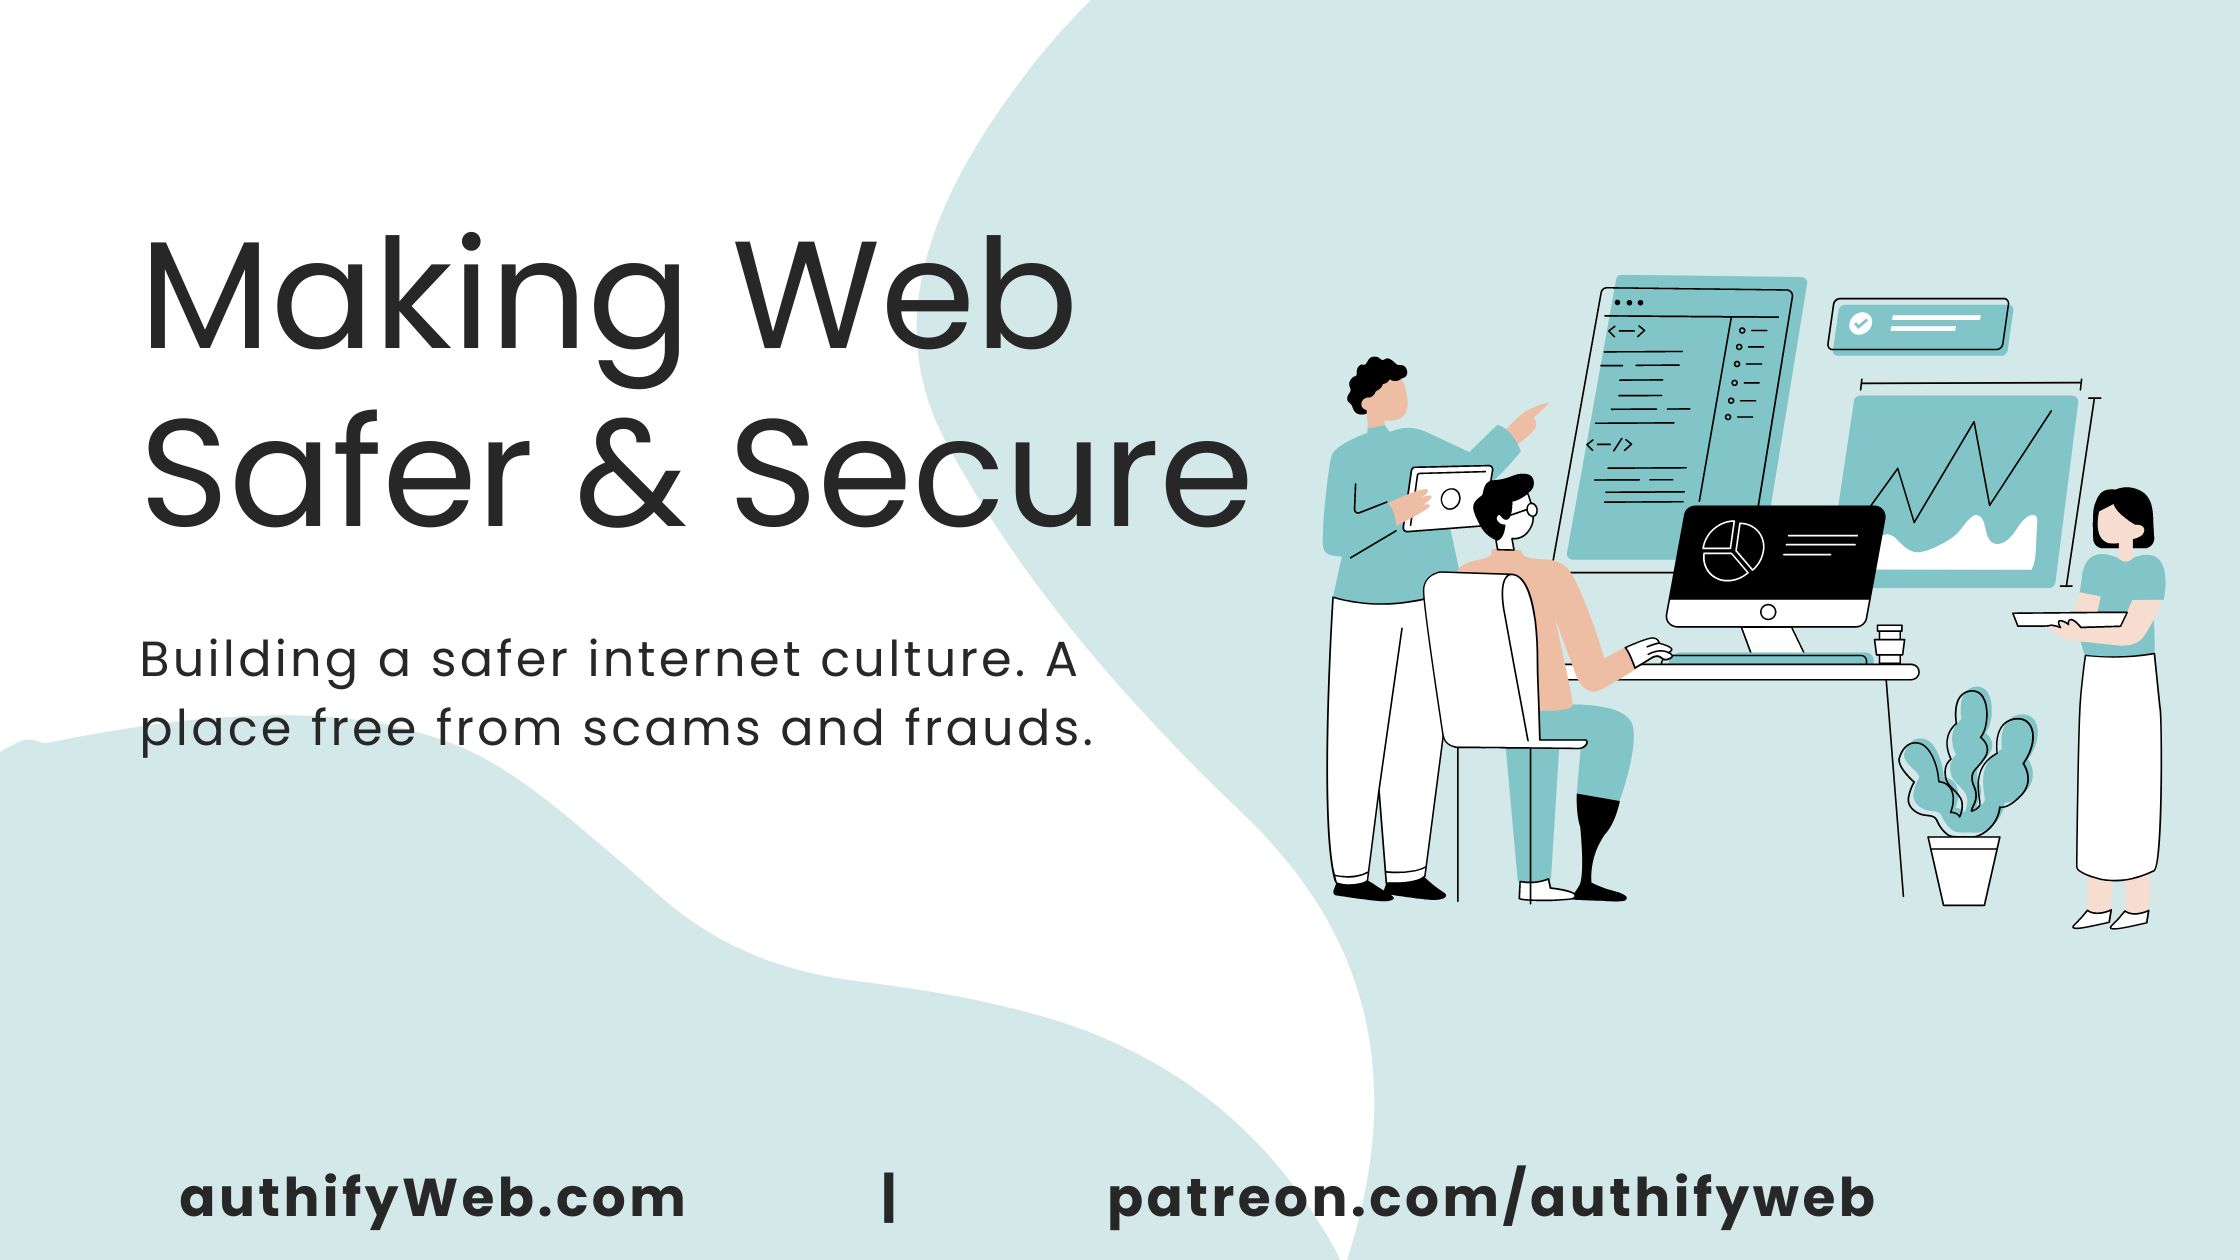 Making Web
Safer & Secure
Building a safer internet culture. A
place free from scams and frauds.
authifyWeb.com | patreon.com/authifyweb